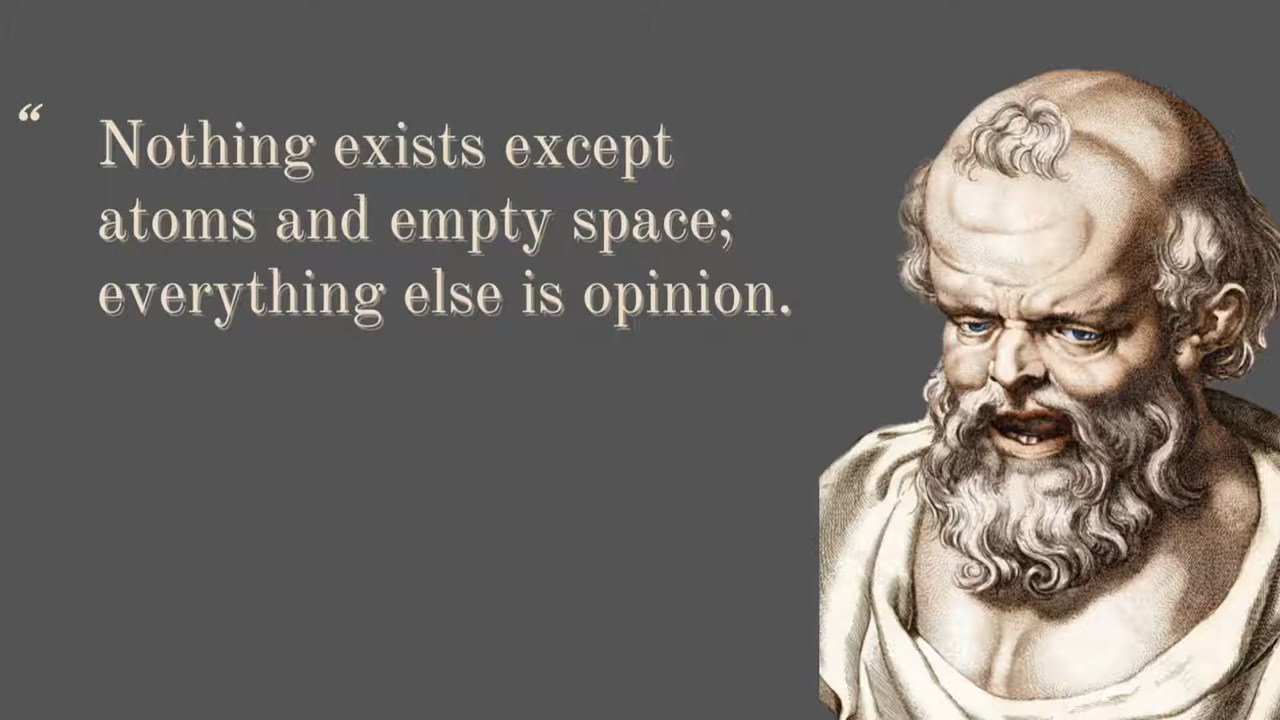 “ Nothing exists except
atoms and empty space;
everything else is opinion.